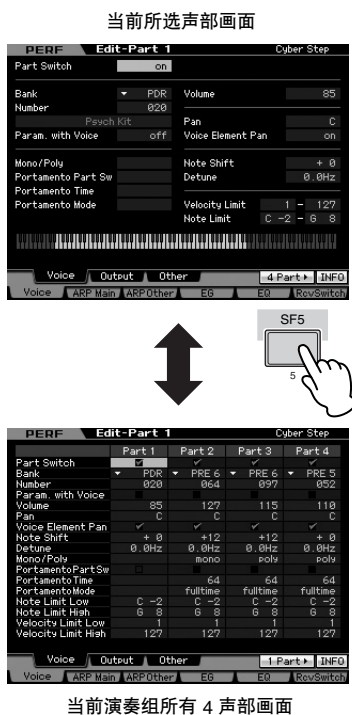 当前所选声部画面
PERF Edit-Part 1 Cyber Step
Part Switch on
Bank PDR Volume 85
Number 020
Psych Kit Pan C
Param. with Voice off Voice Element Pan on
Mono/Poly Note Shift + 0
Portamento Part Sw Detune 0.0Hz
Portamento Time
Portamento Mode Velocity Limit 1 - 127
Note Limit C -2 - G 8
Voice Output Other 4 Part INFO
Voice ARP Main ARP Other EG EQ RcvSwitch
SF5
5
PERF Edit-Part 1 Cyber Step
Part 1 Part 2 Part 3 Part 4
Part Switch
Bank PDR PRE 6 PRE 6 PRE 5
Number 020 064 097 052
Param. with Voice
Volume 85 127 115 110
Pan C C C C
Voice Element Pan
Note Shift + 0 +12 +12 + 0
Detune 0.0Hz 0.0Hz 0.0Hz 0.0Hz
Mono/Poly mono poly poly
PortamentoPartSw
PortamentoTime 64 64 64
PortamentoMode fulltime fulltime fulltime
Note Limit Low C -2 C -2 C -2 C -2
Note Limit High G 8 G 8 G 8 G 8
Velocity Limit Low 1 1 1 1
Velocity Limit High 127 127 127 127
Voice Output Other 1 Part INFO
Voice ARP Main ARP Other EG EQ RcvSwitch
当前演奏组所有 4 声部画面